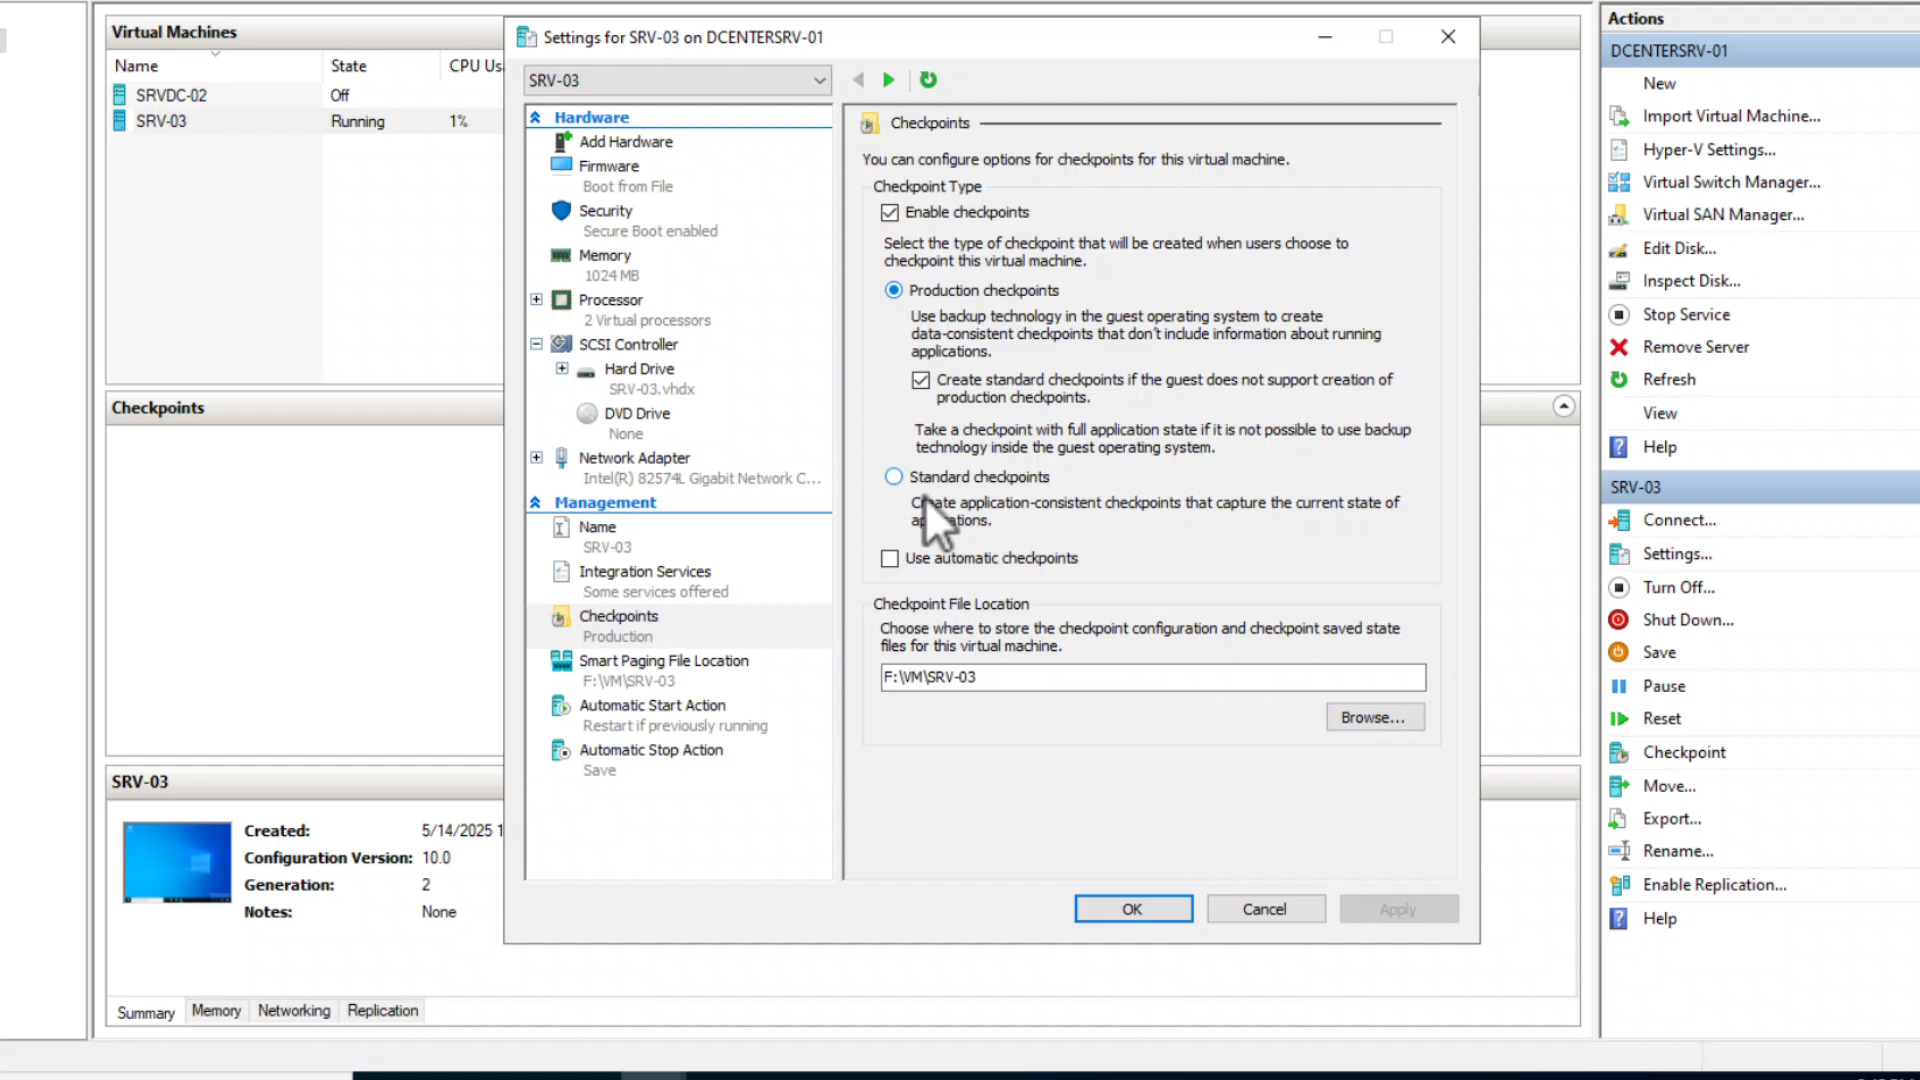 Virtual Machines
Name
State
CPU Us
SRVDC-02
Off
SRV-03
Running
1%
Checkpoints
SRV-03
Created:
5/14/2025 1
Configuration Version:
10.0
Generation:
2
Notes:
None
Summary
Memory
Networking
Replication
Settings for SRV-03 on DCENTERSRV-01
SRV-03
Hardware
Add Hardware
Firmware
Boot from File
Security
Secure Boot enabled
Memory
1024 MB
Processor
2 Virtual processors
SCSI Controller
Hard Drive
SRV-03.vhdx
DVD Drive
None
Network Adapter
Intel(R) 82574L Gigabit Network C...
Management
Name
SRV-03
Integration Services
Some services offered
Checkpoints
Production
Smart Paging File Location
F:\VM\SRV-03
Automatic Start Action
Restart if previously running
Automatic Stop Action
Save
Checkpoints
You can configure options for checkpoints for this virtual machine.
Checkpoint Type
Enable checkpoints
Select the type of checkpoint that will be created when users choose to
checkpoint this virtual machine.
Production checkpoints
Use backup technology in the guest operating system to create
data-consistent checkpoints that don't include information about running
applications.
Create standard checkpoints if the guest does not support creation of
production checkpoints.
Take a checkpoint with full application state if it is not possible to use backup
technology inside the guest operating system.
Standard checkpoints
Create application-consistent checkpoints that capture the current state of
applications.
Use automatic checkpoints
Checkpoint File Location
Choose where to store the checkpoint configuration and checkpoint saved state
files for this virtual machine.
F:\VM\SRV-03
Browse...
OK
Cancel
Apply
Actions
DCENTERSRV-01
New
Import Virtual Machine...
Hyper-V Settings...
Virtual Switch Manager...
Virtual SAN Manager...
Edit Disk...
Inspect Disk...
Stop Service
Remove Server
Refresh
View
Help
SRV-03
Connect...
Settings...
Turn Off...
Shut Down...
Save
Pause
Reset
Checkpoint
Move...
Export...
Rename...
Enable Replication...
Help